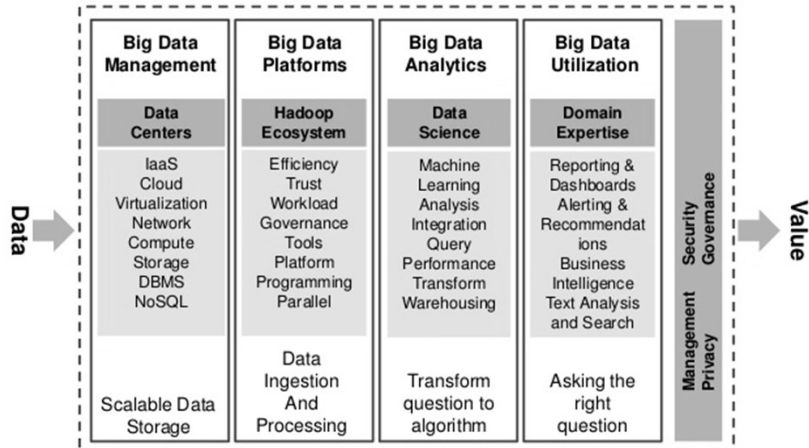 Data
Big Data
Management
Data
Centers
IaaS
Cloud
Virtualization
Network
Compute
Storage
DBMS
NoSQL
Scalable Data
Storage
Big Data
Platforms
Hadoop
Ecosystem
Efficiency
Trust
Workload
Governance
Tools
Platform
Programming
Parallel
Data
Ingestion
And
Processing
Big Data
Analytics
Data
Science
Machine
Learning
Analysis
Integration
Query
Performance
Transform
Warehousing
Transform
question to
algorithm
Big Data
Utilization
Domain
Expertise
Reporting &
Dashboards
Alerting &
Recommendat
ions
Business
Intelligence
Text Analysis
and Search
Asking the
right
question
Management Security
Privacy Governance
Value